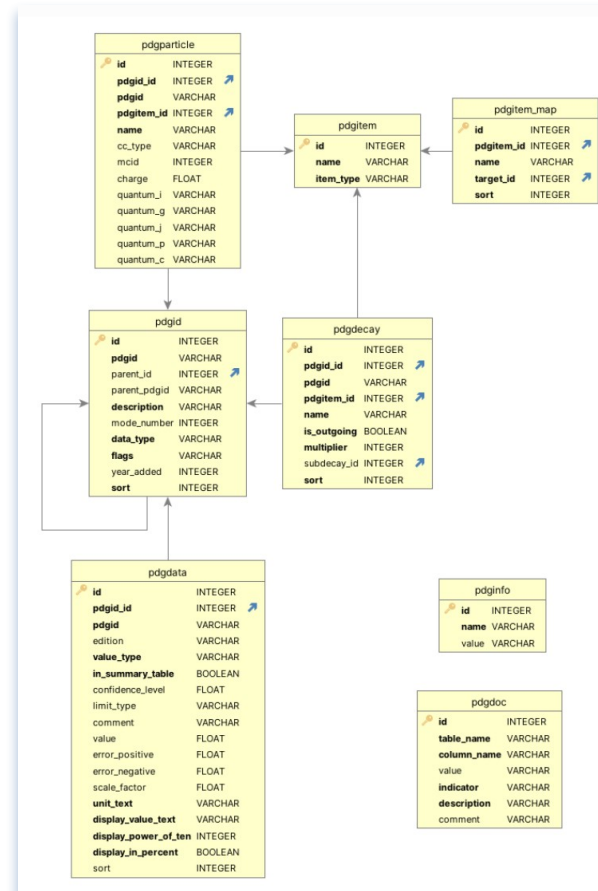 pdgparticle
id INTEGER
pdgid_id INTEGER
pdgid VARCHAR
pdgitem_id INTEGER
name VARCHAR
cc_type VARCHAR
mcid INTEGER
charge FLOAT
quantum_i VARCHAR
quantum_g VARCHAR
quantum_j VARCHAR
quantum_p VARCHAR
quantum_c VARCHAR
pdgitem
id INTEGER
name VARCHAR
item_type VARCHAR
pdgitem_map
id INTEGER
pdgitem_id INTEGER
name VARCHAR
target_id INTEGER
sort INTEGER
pdgid
id INTEGER
pdgid VARCHAR
parent_id INTEGER
parent_pdgid VARCHAR
description VARCHAR
mode_number INTEGER
data_type VARCHAR
flags VARCHAR
year_added INTEGER
sort INTEGER
pdgdecay
id INTEGER
pdgid_id INTEGER
pdgid VARCHAR
pdgitem_id INTEGER
name VARCHAR
is_outgoing BOOLEAN
multiplier INTEGER
subdecay_id INTEGER
sort INTEGER
pdgdata
id INTEGER
pdgid_id INTEGER
pdgid VARCHAR
edition VARCHAR
value_type VARCHAR
in_summary_table BOOLEAN
confidence_level FLOAT
limit_type VARCHAR
comment VARCHAR
value FLOAT
error_positive FLOAT
error_negative FLOAT
scale_factor FLOAT
unit_text VARCHAR
display_value_text VARCHAR
display_power_of_ten INTEGER
display_in_percent BOOLEAN
sort INTEGER
pdginfo
id INTEGER
name VARCHAR
value VARCHAR
pdgdoc
id INTEGER
table_name VARCHAR
column_name VARCHAR
value VARCHAR
indicator VARCHAR
description VARCHAR
comment VARCHAR